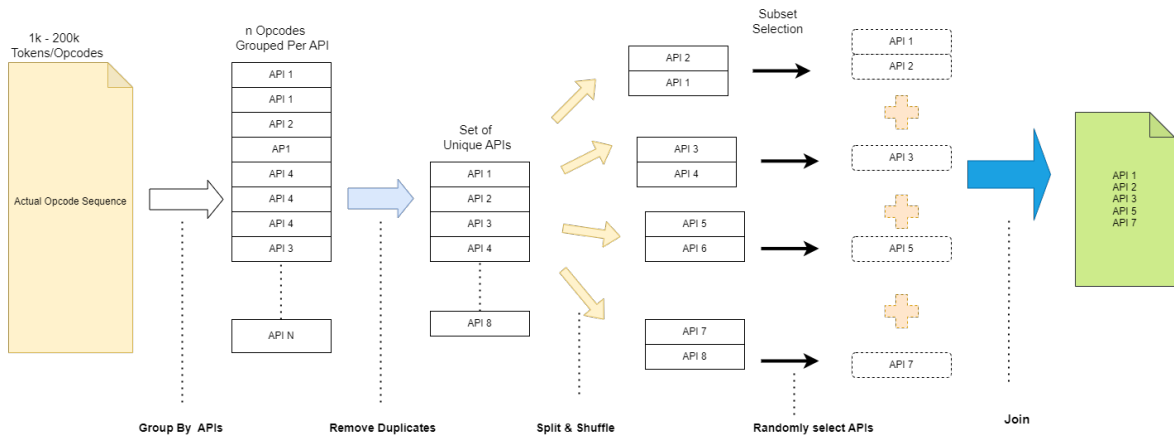 1k - 200k
Tokens/Opcodes
Actual Opcode Sequence
n Opcodes
Grouped Per API
API 1
API 1
API 2
AP1
API 4
API 4
API 4
API 3
API N
Set of
Unique APIs
API 1
API 2
API 3
API 4
API 8
API 2
API 1
API 3
API 4
API 5
API 6
API 7
API 8
Subset
Selection
API 1
API 2
API 3
API 5
API 7
API 1
API 2
API 3
API 5
API 7
Group By APIs
Remove Duplicates
Split & Shuffle
Randomly select APIs
Join